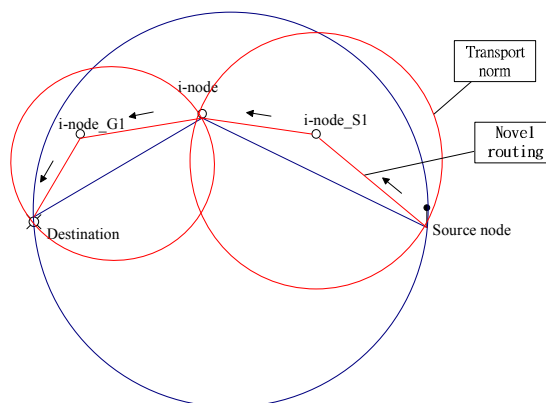 Transport
norm
i-node
i-node_G1
i-node_S1
Novel
routing
Destination
Source node